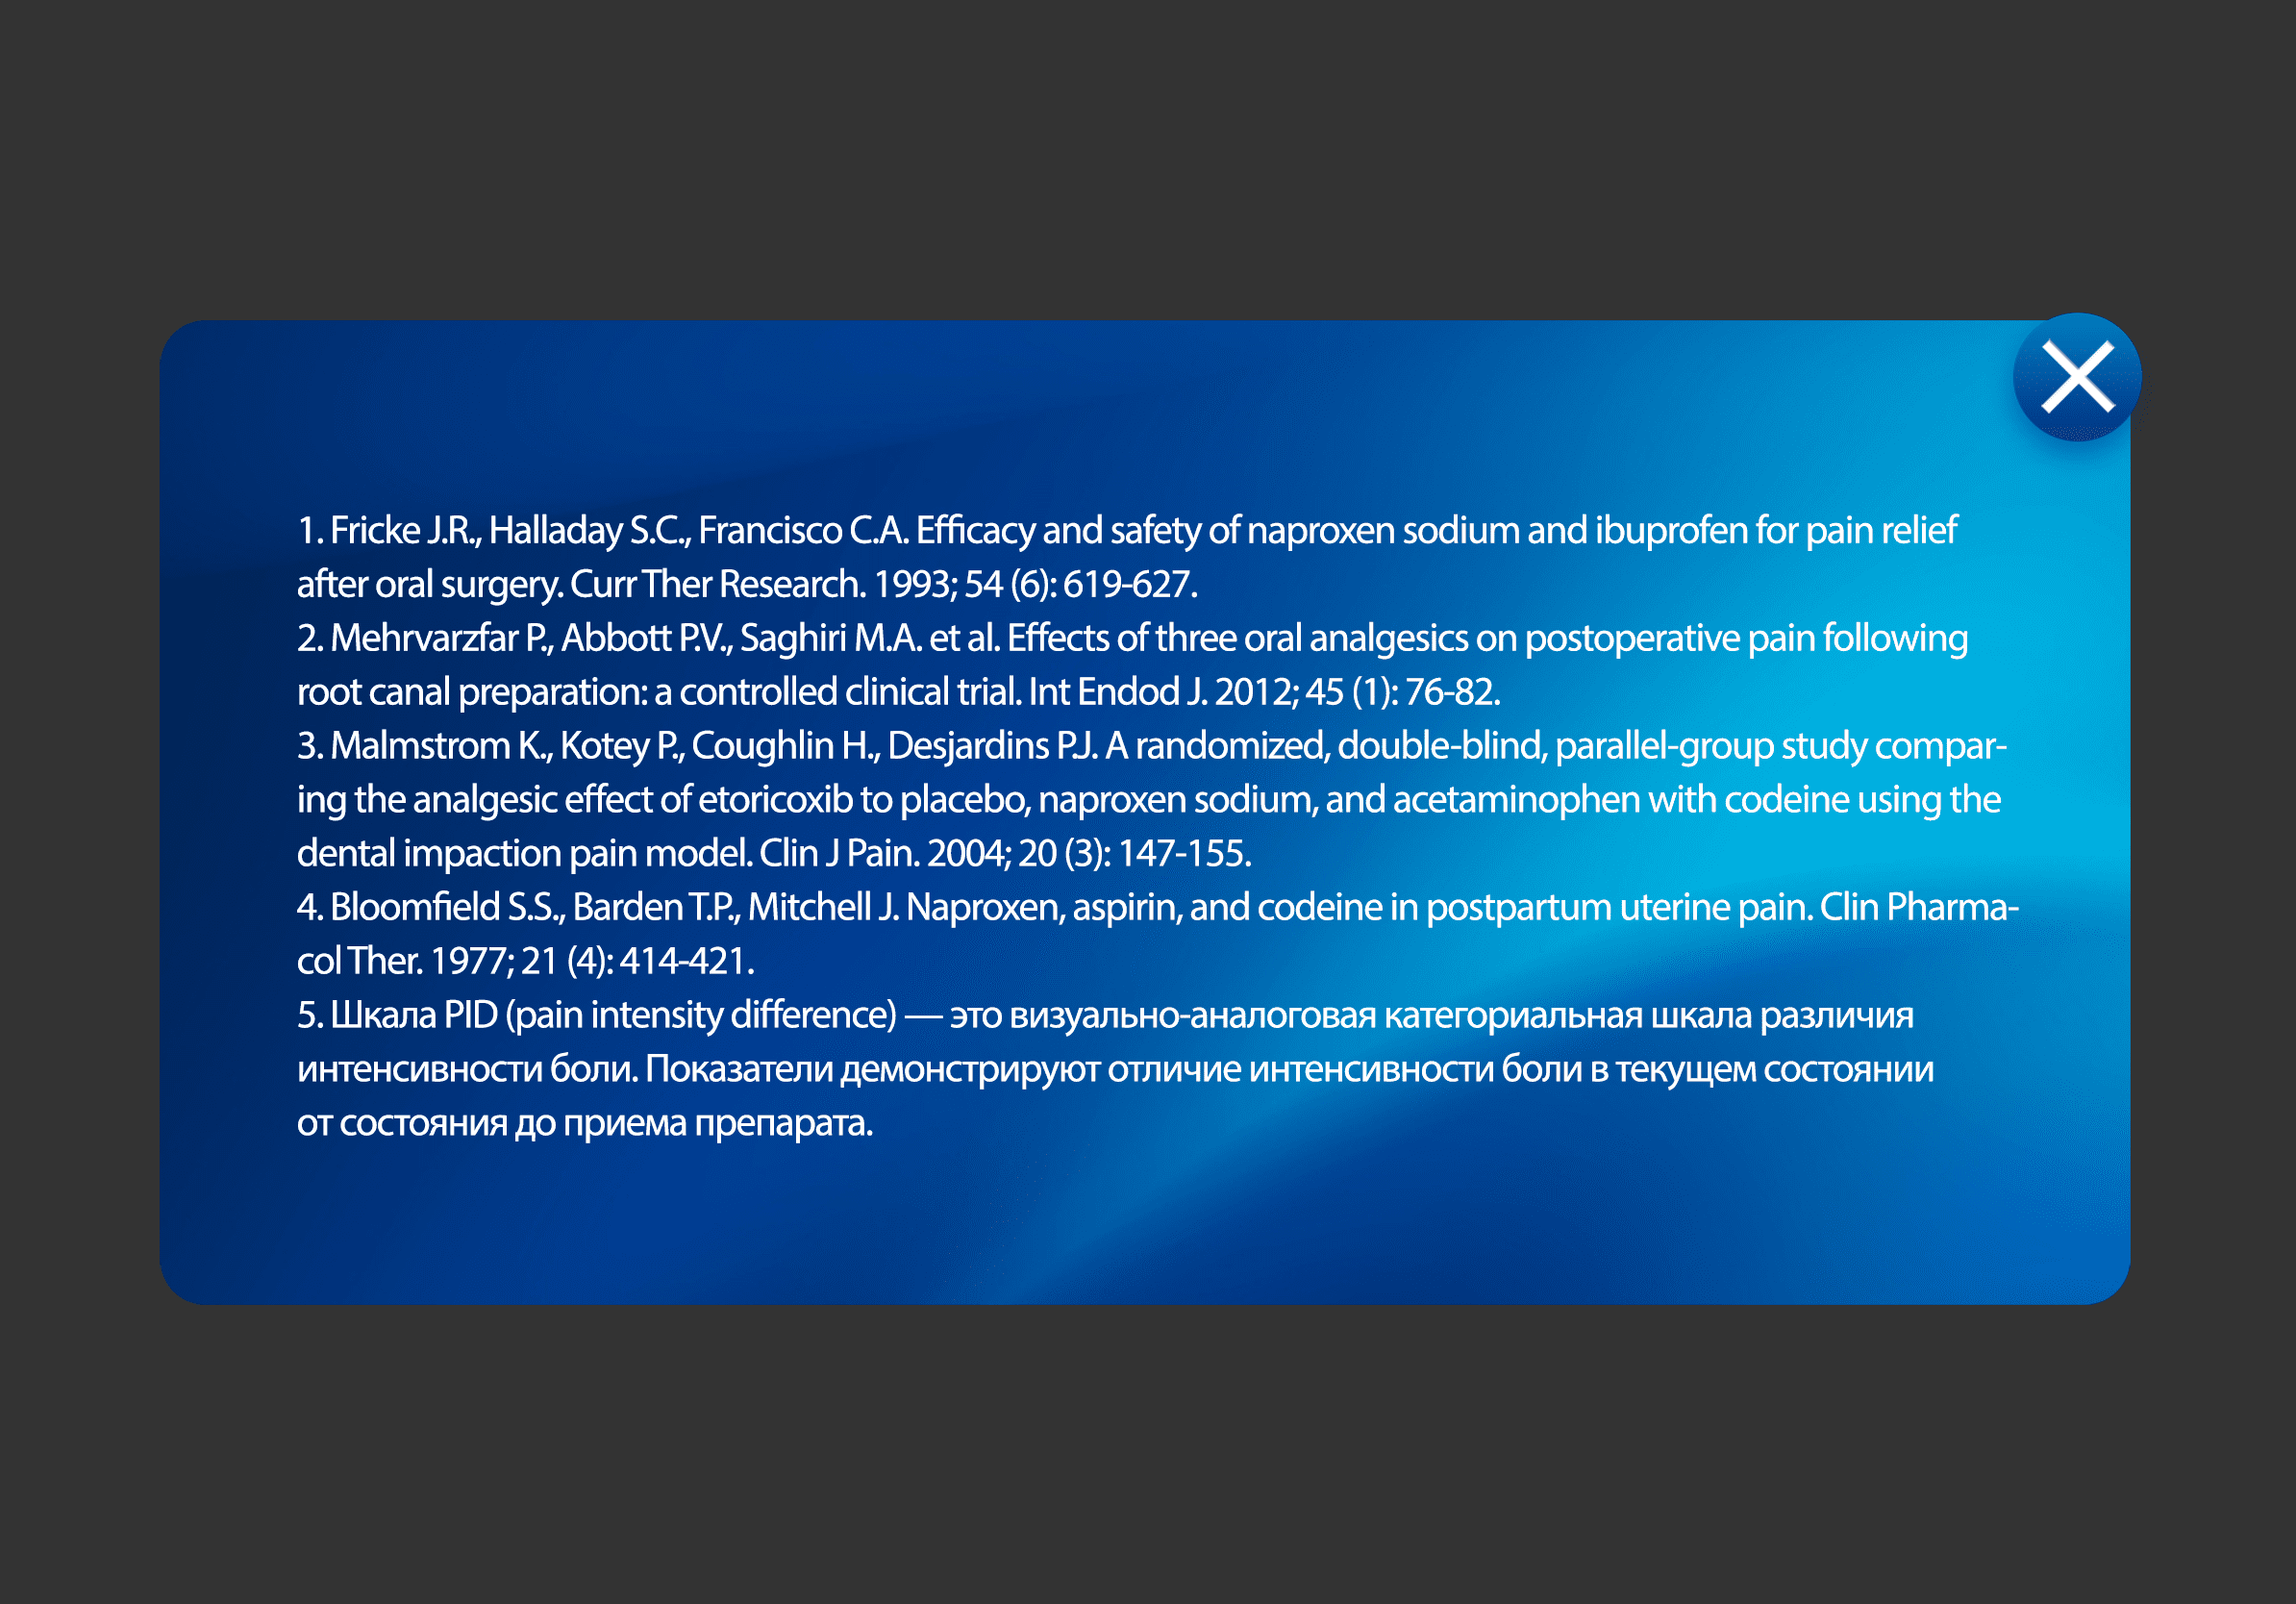 1. Fricke J.R., Halladay S.C., Francisco C.A. Efficacy and safety of naproxen sodium and ibuprofen for pain relief
after oral surgery. Curr Ther Research. 1993; 54 (6): 619-627.
2. Mehrvarzfar P., Abbott P.V., Saghiri M.A. et al. Effects of three oral analgesics on postoperative pain following
root canal preparation: a controlled clinical trial. Int Endod J. 2012; 45 (1): 76-82.
3. Malmstrom K., Kotey P., Coughlin H., Desjardins P.J. A randomized, double-blind, parallel-group study compar-
ing the analgesic effect of etoricoxib to placebo, naproxen sodium, and acetaminophen with codeine using the
dental impaction pain model. Clin J Pain. 2004; 20 (3): 147-155.
4. Bloomfield S.S., Barden T.P., Mitchell J. Naproxen, aspirin, and codeine in postpartum uterine pain. Clin Pharma-
col Ther. 1977; 21 (4): 414-421.
5. Шкала PID (pain intensity difference) — это визуально-аналоговая категориальная шкала различия
интенсивности боли. Показатели демонстрируют отличие интенсивности боли в текущем состоянии
от состояния до приема препарата.